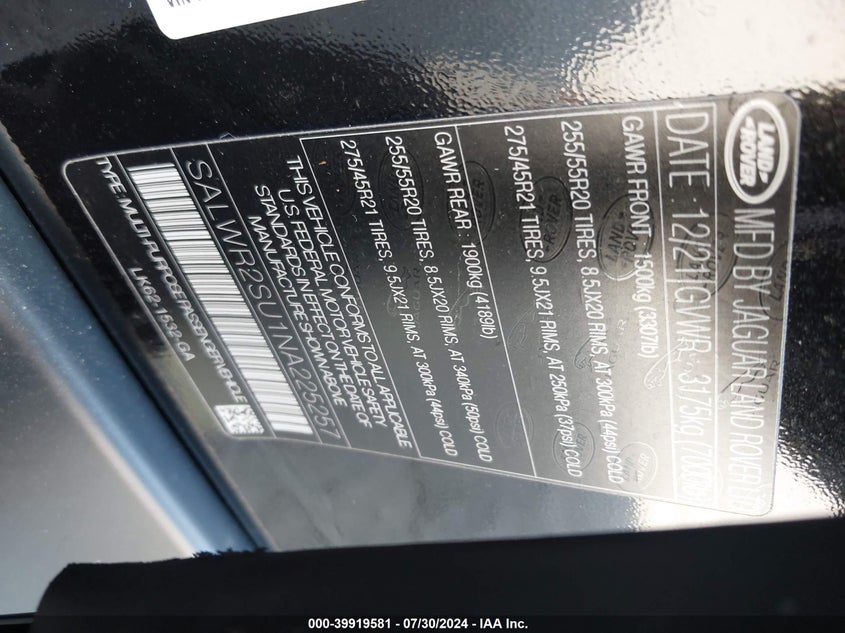 VIN
LAND
ROVER
MFD BY JAGUAR LAND ROVER LTD
DATE : 12/21 GVWR : 3175kg (7000lb)
GAWR FRONT : 1500kg (3307lb)
255/55R20 TIRES, 8.5JX20 RIMS, AT 300kPa (44psi) COLD
275/45R21 TIRES, 9.5JX21 RIMS, AT 250kPa (37psi) COLD
GAWR REAR : 1900kg (4189lb)
255/55R20 TIRES, 8.5JX20 RIMS, AT 340kPa (50psi) COLD
275/45R21 TIRES, 9.5JX21 RIMS, AT 300kPa (44psi) COLD
THIS VEHICLE CONFORMS TO ALL APPLICABLE
U.S. FEDERAL MOTOR VEHICLE SAFETY
STANDARDS IN EFFECT ON THE DATE OF
MANUFACTURE SHOWN ABOVE
SALWR2SU1NA225257
TYPE: MULTI-PURPOSE PASSENGER VEHICLE
LK62-1532-GA
000-39919581 - 07/30/2024 - IAA Inc.